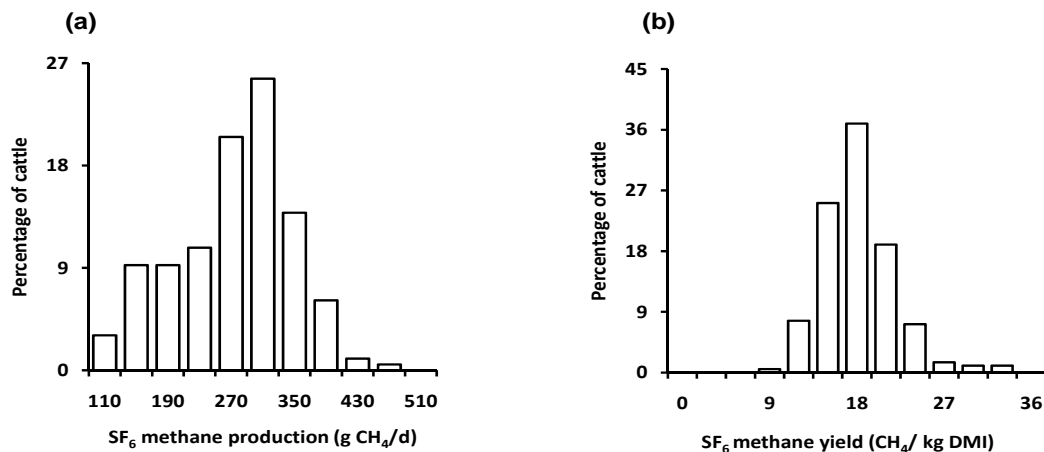 (a)
27
18
9
0
Percentage of cattle
110 190 270 350 430 510
SF₆ methane production (g CH₄/d)
(b)
45
36
27
18
9
0
Percentage of cattle
0 9 18 27 36
SF₆ methane yield (CH₄/ kg DMI)